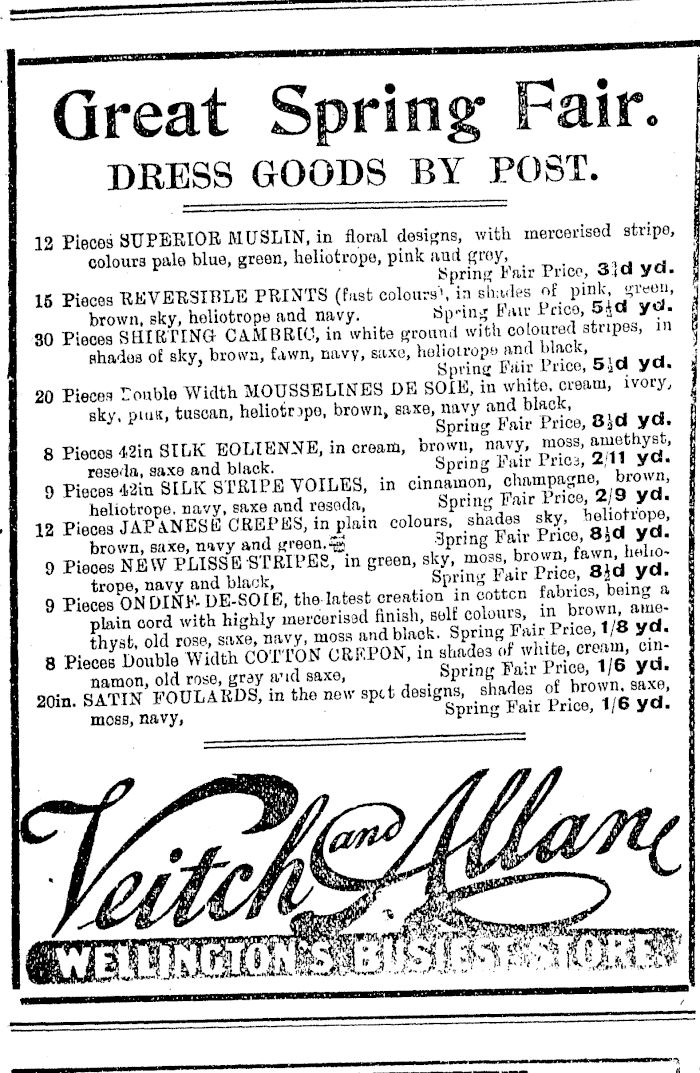 Great Spring Fair.
DRESS GOODS BY POST.
12 Pieces SUPERIOR MUSLIN, in floral designs, with mercerised stripe,
colours pale blue, green, heliotrope, pink and grey,
Spring Fair Price, 3¾d yd.
15 Pieces REVERSIBLE PRINTS (fast colours), in shades of pink, green,
brown, sky, heliotrope and navy. Spring Fair Price, 5½d yd.
30 Pieces SHIRTING CAMBRIC, in white ground with coloured stripes, in
shades of sky, brown, fawn, navy, saxe, heliotrope and black,
Spring Fair Price, 5½d yd.
20 Pieces Double Width MOUSSELINES DE SOIE, in white, cream, ivory,
sky, pink, tuscan, heliotrope, brown, saxe, navy and black,
Spring Fair Price, 8½d yd.
8 Pieces 42in SILK EOLIENNE, in cream, brown, navy, moss, amethyst,
reseda, saxe and black. Spring Fair Price, 2/11 yd.
9 Pieces 42in SILK STRIPE VOILES, in cinnamon, champagne, brown,
heliotrope, navy, saxe and reseda, Spring Fair Price, 2/9 yd.
12 Pieces JAPANESE CREPES, in plain colours, shades sky, heliotrope,
brown, saxe, navy and green. Spring Fair Price, 8½d yd.
9 Pieces NEW PLISSE STRIPES, in green, sky, moss, brown, fawn, helio-
trope, navy and black, Spring Fair Price, 8½d yd.
9 Pieces ONDINE-DE-SOIE, the latest creation in cotton fabrics, being a
plain cord with highly mercerised finish, self colours, in brown, ame-
thyst, old rose, saxe, navy, moss and black. Spring Fair Price, 1/8 yd.
8 Pieces Double Width COTTON CREPON, in shades of white, cream, cin-
namon, old rose, gray and saxe, Spring Fair Price, 1/6 yd.
20in. SATIN FOULARDS, in the new spot designs, shades of brown, saxe,
moss, navy, Spring Fair Price, 1/6 yd.
Veitch and Allan
WELLINGTON'S BUSIEST STORE.